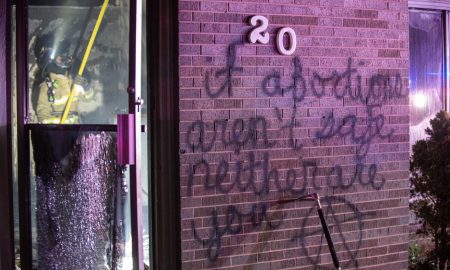 20
if abortions
aren't safe
neither are
you